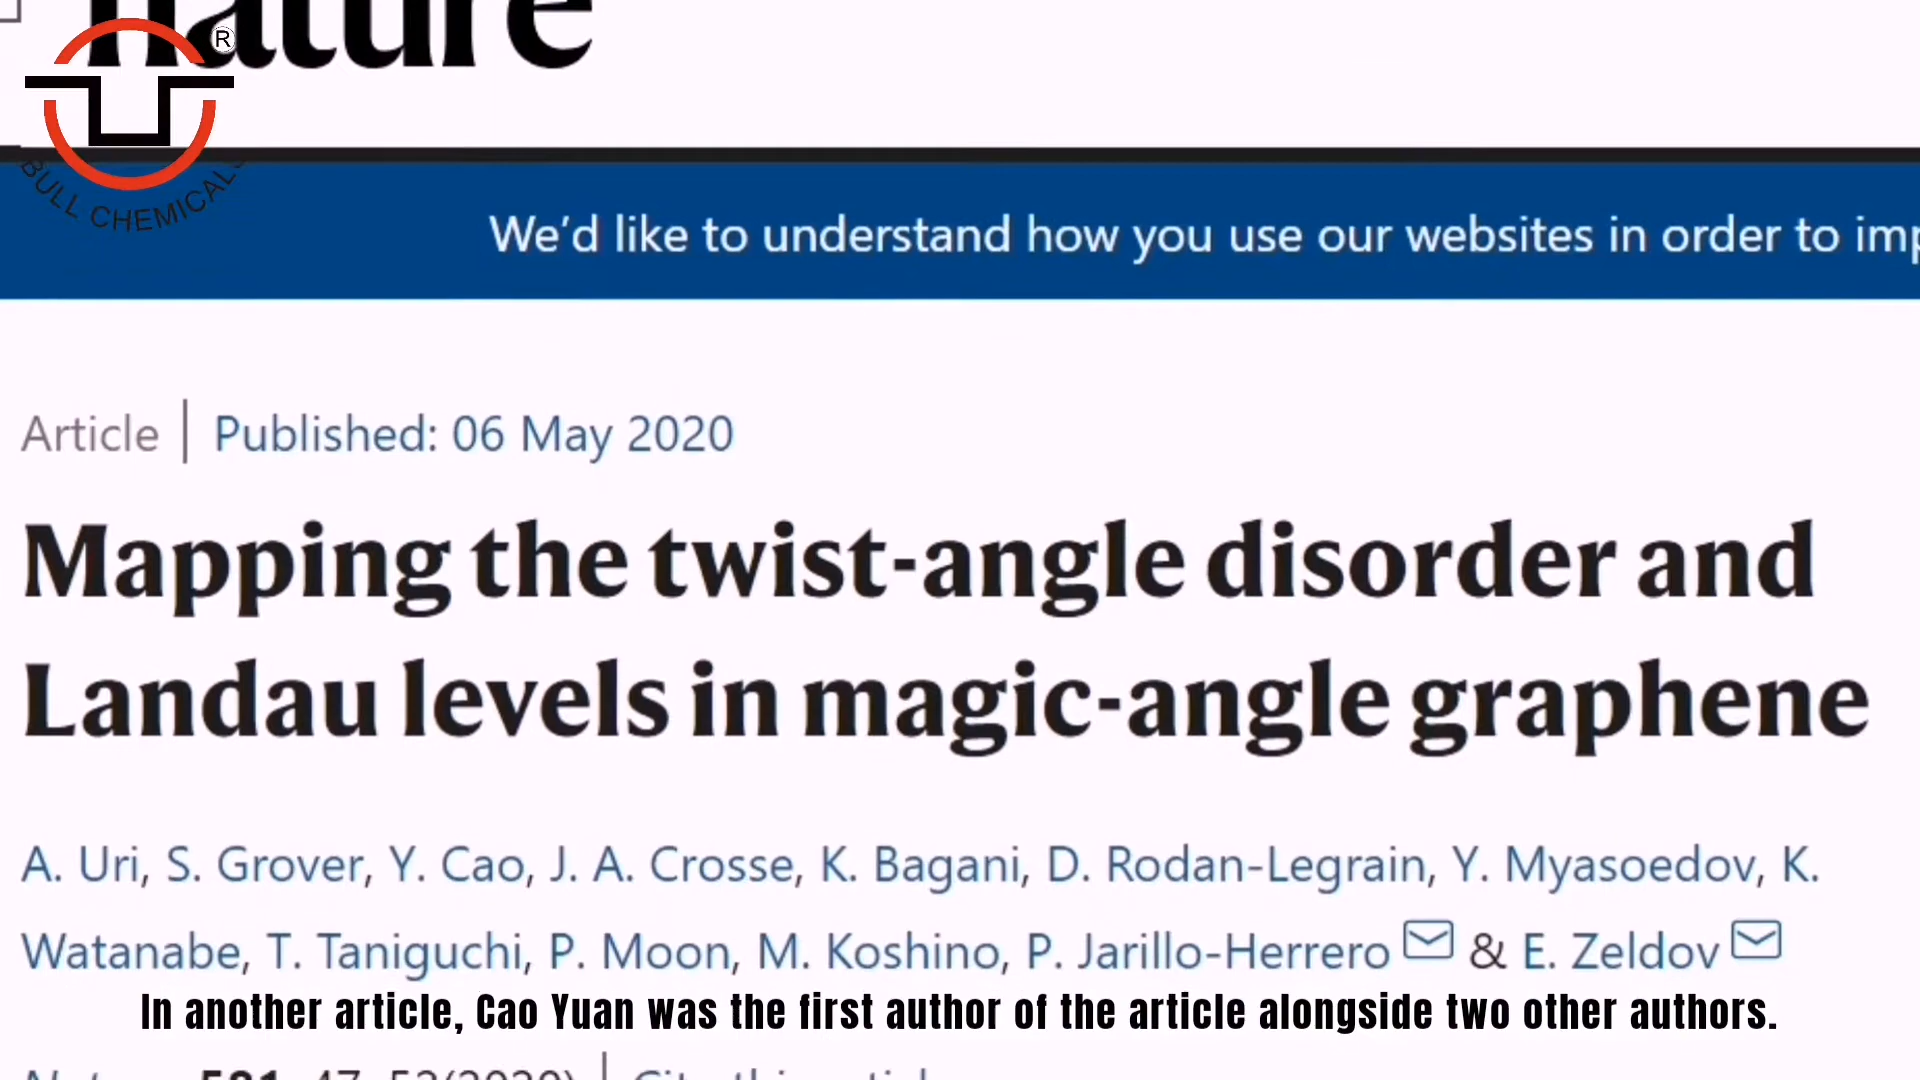 nature
®
BULL CHEMICALS
We'd like to understand how you use our websites in order to imp
Article | Published: 06 May 2020
Mapping the twist-angle disorder and
Landau levels in magic-angle graphene
A. Uri, S. Grover, Y. Cao, J. A. Crosse, K. Bagani, D. Rodan-Legrain, Y. Myasoedov, K.
Watanabe, T. Taniguchi, P. Moon, M. Koshino, P. Jarillo-Herrero & E. Zeldov
In another article, Cao Yuan was the first author of the article alongside two other authors.